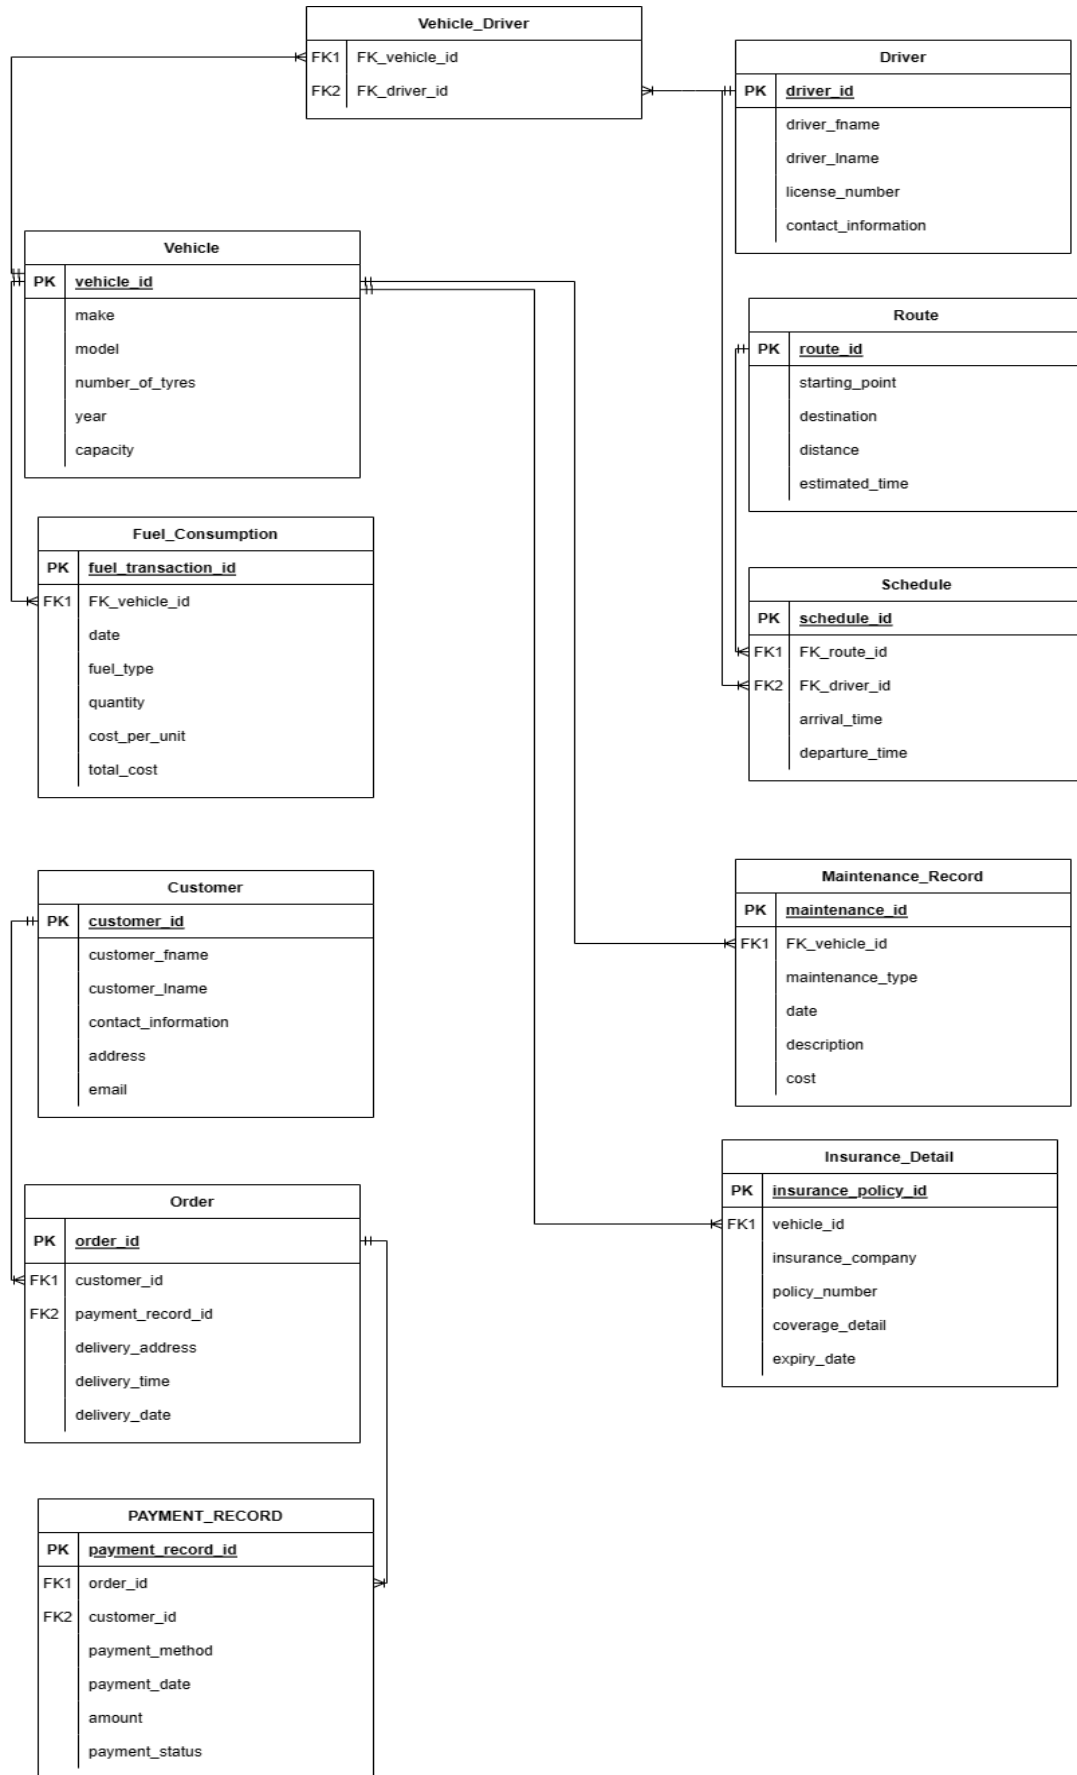 Vehicle_Driver
FK1 FK_vehicle_id
FK2 FK_driver_id
Driver
PK driver_id
driver_fname
driver_lname
license_number
contact_information
Vehicle
PK vehicle_id
make
model
number_of_tyres
year
capacity
Route
PK route_id
starting_point
destination
distance
estimated_time
Fuel_Consumption
PK fuel_transaction_id
FK1 FK_vehicle_id
date
fuel_type
quantity
cost_per_unit
total_cost
Schedule
PK schedule_id
FK1 FK_route_id
FK2 FK_driver_id
arrival_time
departure_time
Customer
PK customer_id
customer_fname
customer_lname
contact_information
address
email
Maintenance_Record
PK maintenance_id
FK1 FK_vehicle_id
maintenance_type
date
description
cost
Insurance_Detail
PK insurance_policy_id
FK1 vehicle_id
insurance_company
policy_number
coverage_detail
expiry_date
Order
PK order_id
FK1 customer_id
FK2 payment_record_id
delivery_address
delivery_time
delivery_date
PAYMENT_RECORD
PK payment_record_id
FK1 order_id
FK2 customer_id
payment_method
payment_date
amount
payment_status